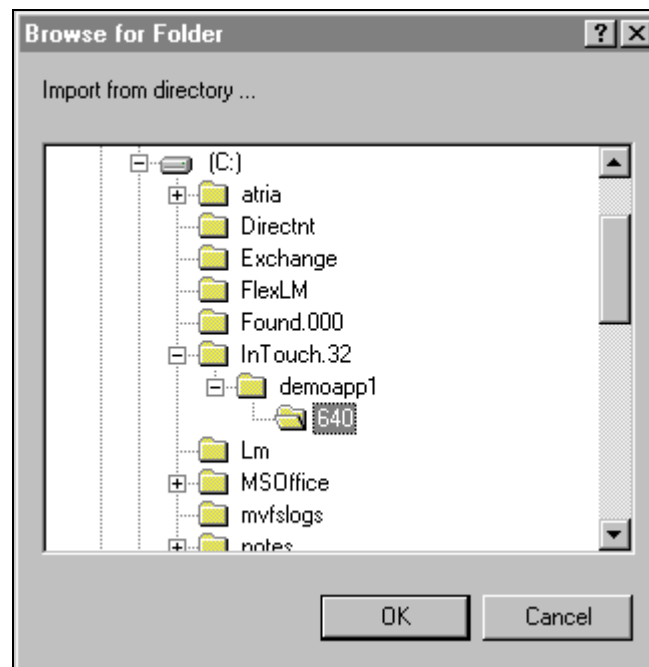 Browse for Folder
Import from directory ...
(C:)
atria
Directnt
Exchange
FlexLM
Found.000
InTouch.32
demoapp1
640
Lm
MSOffice
mvfslogs
notes
OK
Cancel